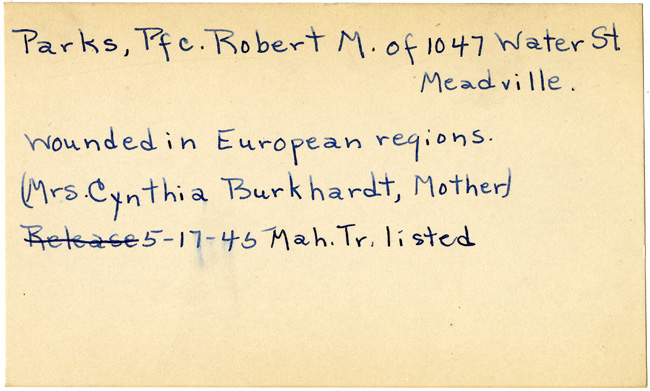 Parks, Pfc. Robert M. of 1047 Water St
Meadville.
Wounded in European regions.
(Mrs. Cynthia Burkhardt, Mother)
Release 5-17-45 Mah. Tr. listed